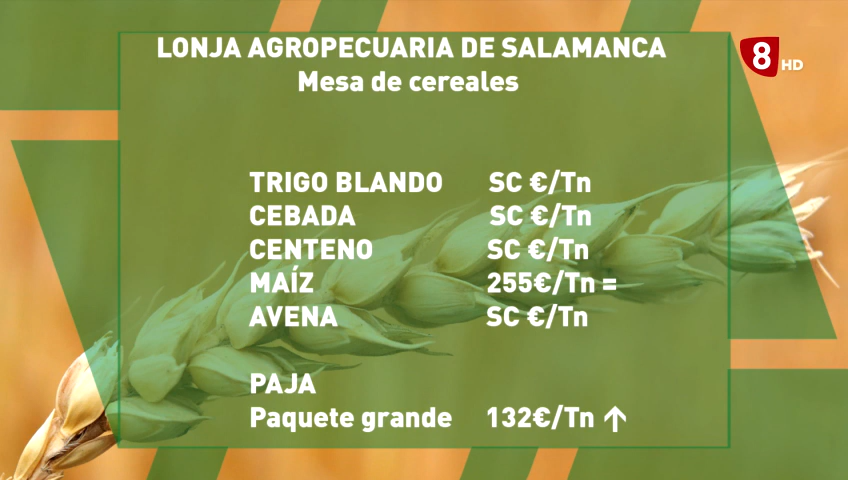 LONJA AGROPECUARIA DE SALAMANCA
Mesa de cereales
8 HD
TRIGO BLANDO SC €/Tn
CEBADA SC €/Tn
CENTENO SC €/Tn
MAÍZ 255€/Tn =
AVENA SC €/Tn
PAJA
Paquete grande 132€/Tn ↑